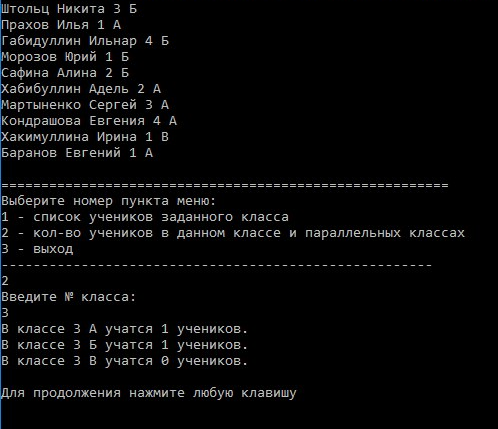 Штольц Никита 3 Б
Прахов Илья 1 А
Габидуллин Ильнар 4 Б
Морозов Юрий 1 Б
Сафина Алина 2 Б
Хабибуллин Адель 2 А
Мартыненко Сергей 3 А
Кондрашова Евгения 4 А
Хакимуллина Ирина 1 В
Баранов Евгений 1 А
========================================================
Выберите номер пункта меню:
1 - список учеников заданного класса
2 - кол-во учеников в данном классе и параллельных классах
3 - выход
------------------------------------------------------
2
Введите № класса:
3
В классе 3 А учатся 1 учеников.
В классе 3 Б учатся 1 учеников.
В классе 3 В учатся 0 учеников.
Для продолжения нажмите любую клавишу